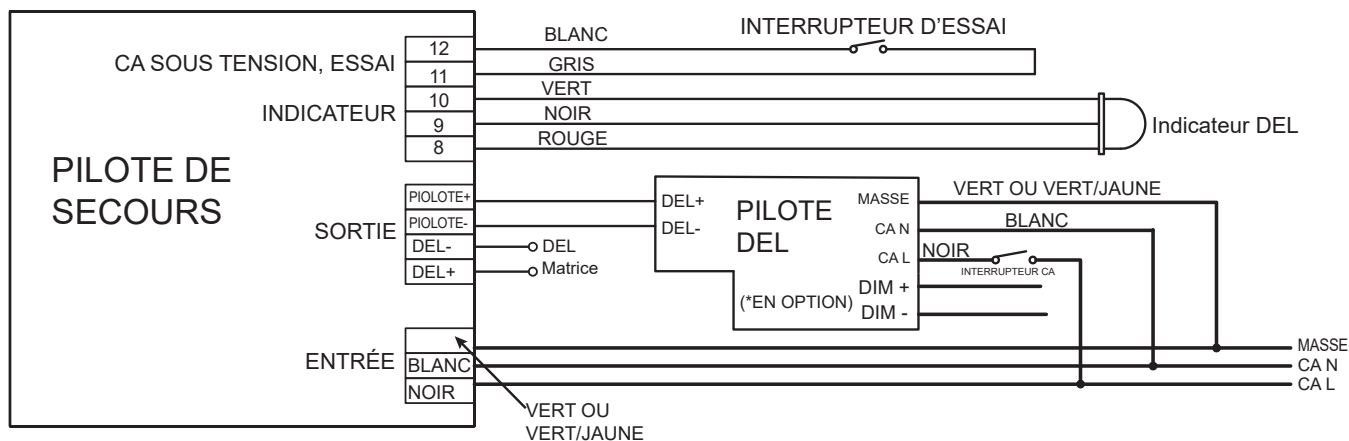 PILOTE DE
SECOURS
CA SOUS TENSION, ESSAI
INDICATEUR
12
11
10
9
8
BLANC
GRIS
VERT
NOIR
ROUGE
INTERRUPTEUR D'ESSAI
Indicateur DEL
SORTIE
PIOLOTE+
PIOLOTE-
DEL-
DEL+
DEL
Matrice
DEL+
DEL-
PILOTE
DEL
(*EN OPTION)
MASSE
CA N
CA L
DIM +
DIM -
VERT OU VERT/JAUNE
BLANC
NOIR
INTERRUPTEUR CA
ENTRÉE
BLANC
NOIR
VERT OU
VERT/JAUNE
MASSE
CA N
CA L